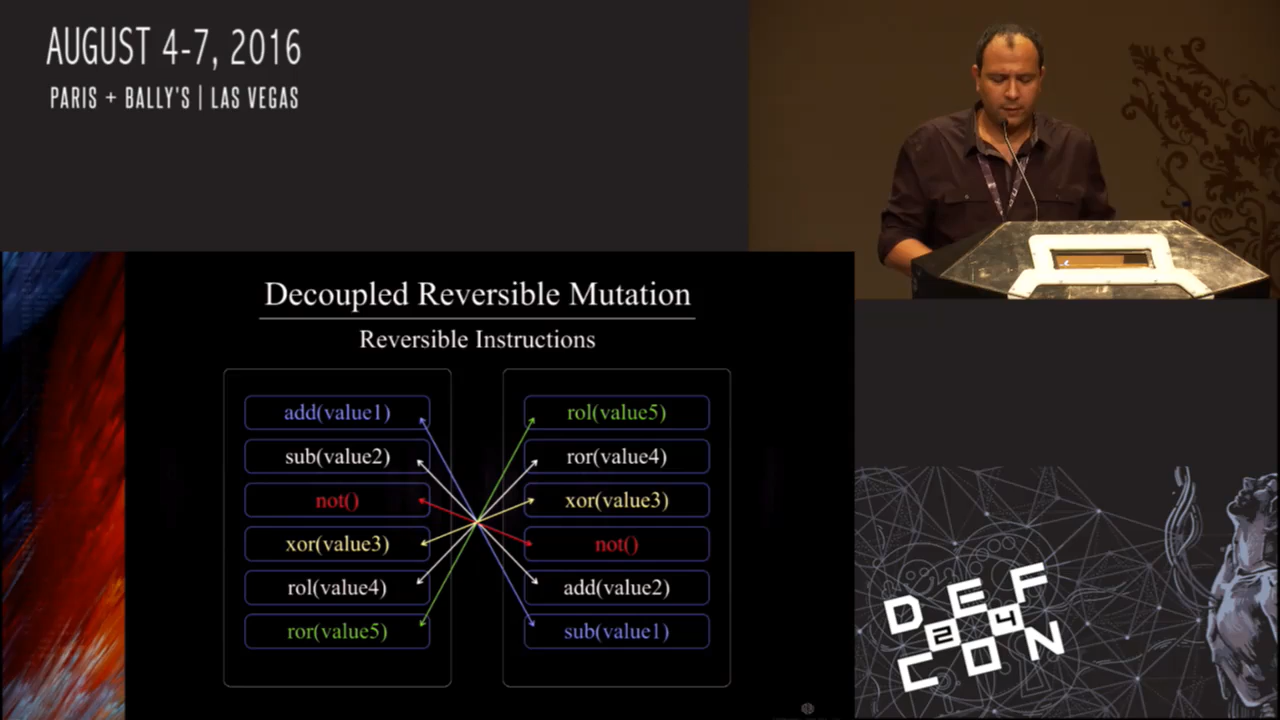 AUGUST 4-7, 2016
PARIS + BALLY'S | LAS VEGAS
Decoupled Reversible Mutation
Reversible Instructions
add(value1)
sub(value2)
not()
xor(value3)
rol(value4)
ror(value5)
rol(value5)
ror(value4)
xor(value3)
not()
add(value2)
sub(value1)
DEF
24
CON